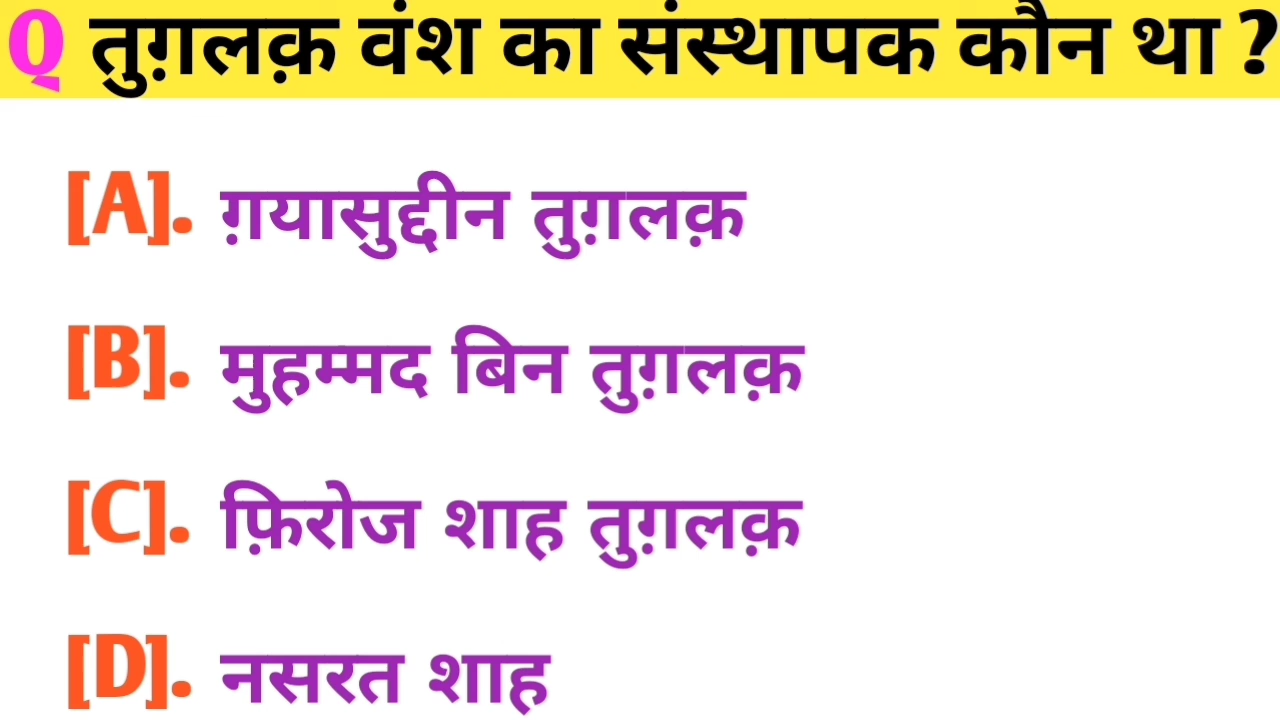 Q तुग़लक़ वंश का संस्थापक कौन था ?
[A]. ग़यासुद्दीन तुग़लक़
[B]. मुहम्मद बिन तुग़लक़
[C]. फ़िरोज शाह तुग़लक़
[D]. नसरत शाह